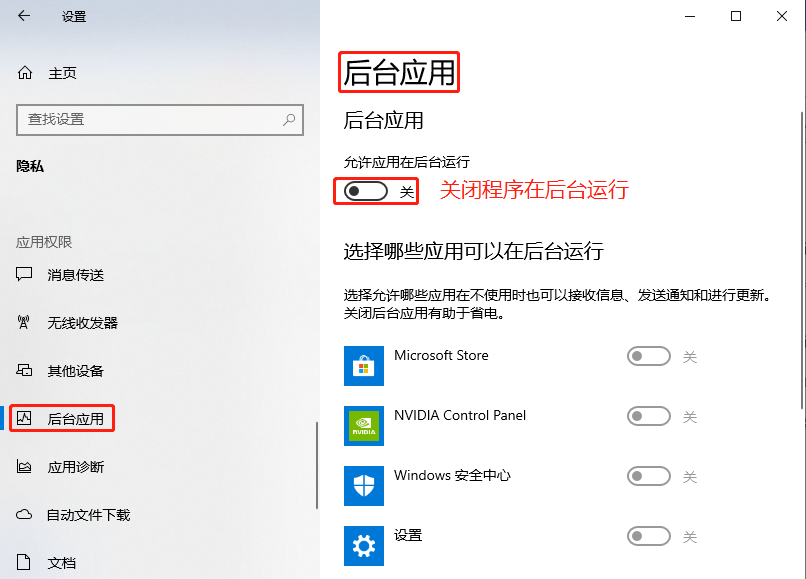 设置
主页
查找设置
隐私
应用权限
消息传送
无线收发器
其他设备
后台应用
应用诊断
自动文件下载
文档
后台应用
后台应用
允许应用在后台运行
关 关闭程序在后台运行
选择哪些应用可以在后台运行
选择允许哪些应用在不使用时也可以接收信息、发送通知和进行更新。
关闭后台应用有助于省电。
Microsoft Store 关
NVIDIA Control Panel 关
NVIDIA
Windows 安全中心 关
设置 关